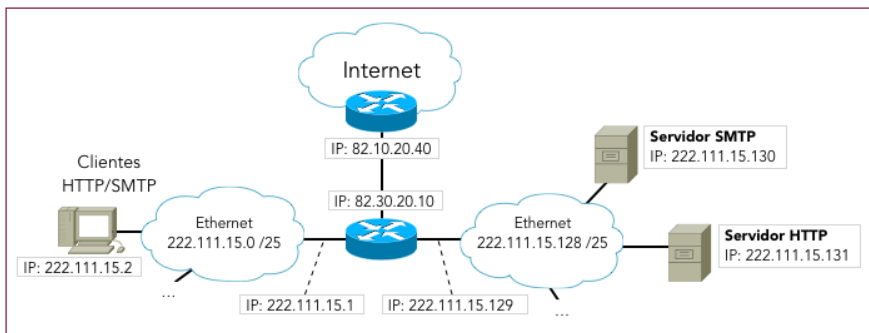 Internet
IP: 82.10.20.40
Clientes
HTTP/SMTP
IP: 222.111.15.2
Ethernet
222.111.15.0 /25
IP: 82.30.20.10
Ethernet
222.111.15.128 /25
Servidor SMTP
IP: 222.111.15.130
Servidor HTTP
IP: 222.111.15.131
...
IP: 222.111.15.1
IP: 222.111.15.129
...